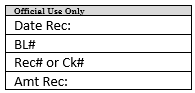 Official Use Only
Date Rec:
BL#
Rec# or Ck#
Amt Rec: